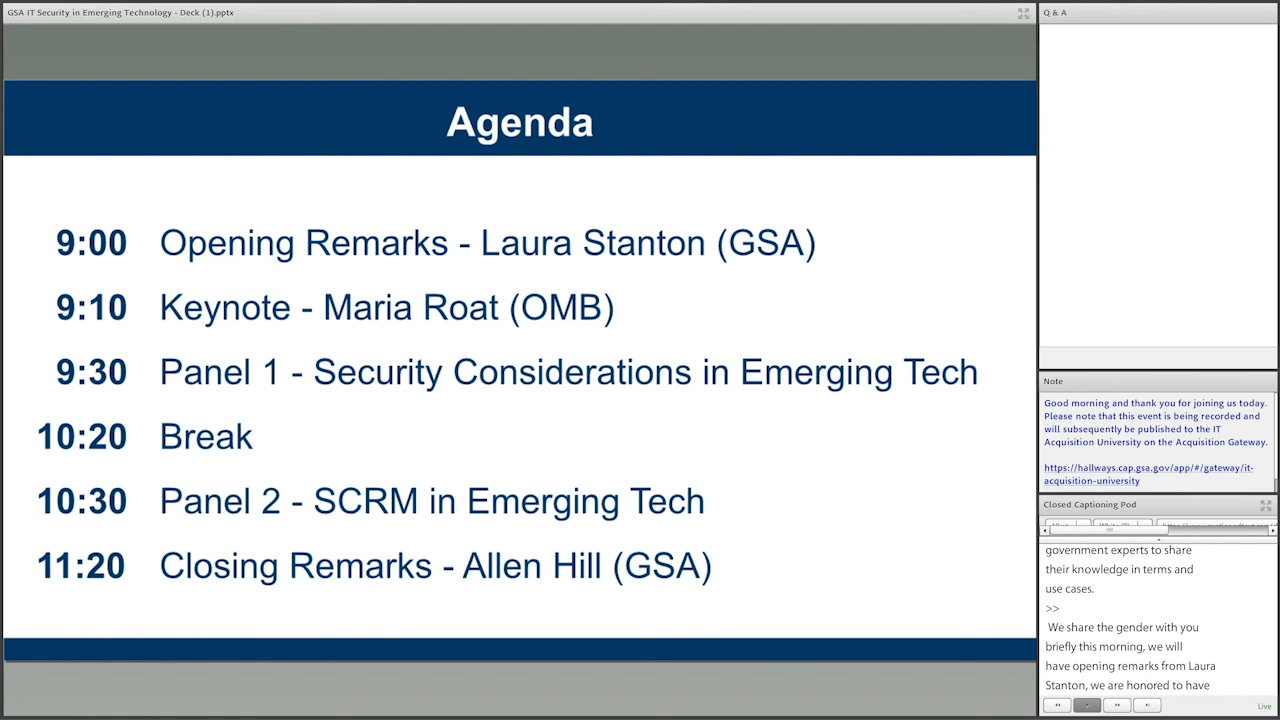 GSA IT Security in Emerging Technology - Deck (1).pptx
Agenda
9:00 Opening Remarks - Laura Stanton (GSA)
9:10 Keynote - Maria Roat (OMB)
9:30 Panel 1 - Security Considerations in Emerging Tech
10:20 Break
10:30 Panel 2 - SCRM in Emerging Tech
11:20 Closing Remarks - Allen Hill (GSA)
Q & A
Note
Good morning and thank you for joining us today.
Please note that this event is being recorded and
will subsequently be published to the IT
Acquisition University on the Acquisition Gateway.
https://hallways.cap.gsa.gov/app/#/gateway/it-
acquisition-university
Closed Captioning Pod
government experts to share
their knowledge in terms and
use cases.
>>
We share the gender with you
briefly this morning, we will
have opening remarks from Laura
Stanton, we are honored to have
Live